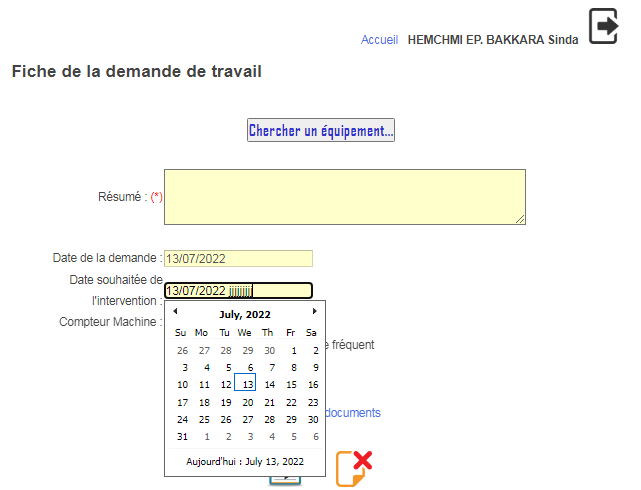 Accueil HEMCHMI EP. BAKKARA Sinda
Fiche de la demande de travail
Chercher un équipement...
Résumé : (*)
Date de la demande : 13/07/2022
Date souhaitée de
l'intervention : 13/07/2022 jjjjjjjjj
Compteur Machine :
July, 2022
Su Mo Tu We Th Fr Sa
26 27 28 29 30 1 2
3 4 5 6 7 8 9
10 11 12 13 14 15 16
17 18 19 20 21 22 23
24 25 26 27 28 29 30
31 1 2 3 4 5 6
Aujourd'hui : July 13, 2022
e fréquent
documents